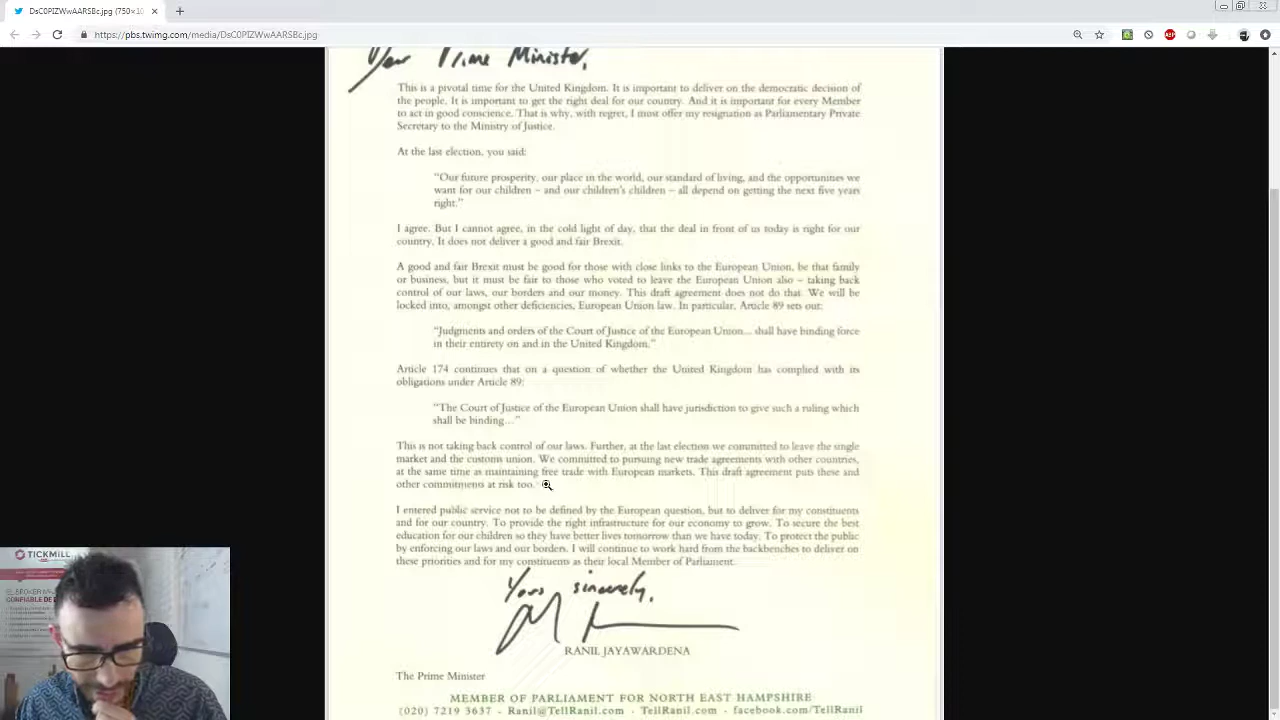 DsC0PIZWwAARSBc.jpg (750×10
https://pbs.twimg.com/media/DsC0PIZWwAARSBc.jpg
ABP
Dear Prime Minister,
This is a pivotal time for the United Kingdom. It is important to deliver on the democratic decision of
the people. It is important to get the right deal for our country. And it is important for every Member
to act in good conscience. That is why, with regret, I most offer my resignation as Parliamentary Private
Secretary to the Ministry of Justice.
At the last election, you said:
“Our future prosperity, our place in the world, our standard of living, and the opportunities we
want for our children – and our children’s children – all depend on getting the next five years
right.”
I agree. But I cannot agree, in the cold light of day, that the deal in front of us today is right for our
country. It does not deliver a good and fair Brexit.
A good and fair Brexit must be good for those with close links to the European Union, be that family
or business, but it must be fair to those who voted to leave the European Union also – taking back
control of our laws, our borders and our money. This draft agreement does not do that. We will be
locked into, amongst other deficiencies, European Union law. In particular, Article 89 sets out:
“Judgments and orders of the Court of Justice of the European Union... shall have binding force
in their entirety on and in the United Kingdom.”
Article 174 continues that on a question of whether the United Kingdom has complied with its
obligations under Article 89:
“The Court of Justice of the European Union shall have jurisdiction to give such a ruling which
shall be binding...”
This is not taking back control of our laws. Further, at the last election we committed to leave the single
market and the customs union. We committed to pursuing new trade agreements with other countries,
at the same time as maintaining free trade with European markets. This draft agreement puts these and
other commitments at risk too.
I entered public service not to be defined by the European question, but to deliver for my constituents
and for our country. To provide the right infrastructure for our economy to grow. To secure the best
education for our children so they have better lives tomorrow than we have today. To protect the public
by enforcing our laws and our borders. I will continue to work hard from the backbenches to deliver on
these priorities and for my constituents as their local Member of Parliament.
Yours sincerely,
RANIL JAYAWARDENA
The Prime Minister
MEMBER OF PARLIAMENT FOR NORTH EAST HAMPSHIRE
(020) 7219 3637 · Ranil@TellRanil.com · TellRanil.com · facebook.com/TellRanil
TICKMILL
EL BROKER
CONFIABLE DE